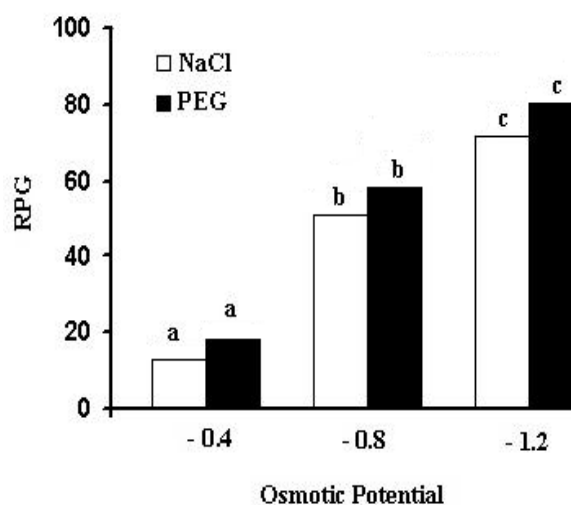 100
NaCl
PEG
80
60
40
20
0
RPG
a
a
b
b
c
c
- 0.4
- 0.8
- 1.2
Osmotic Potential